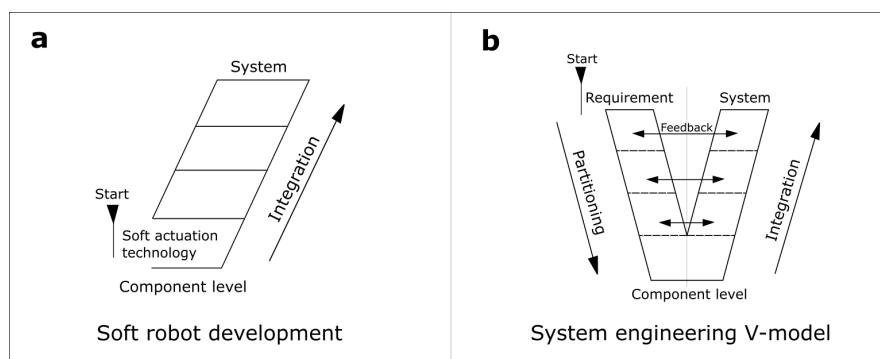 a
System
Start
Soft actuation
technology
Component level
Integration
Soft robot development
b
Start
Requirement
System
Feedback
Partitioning
Integration
Component level
System engineering V-model